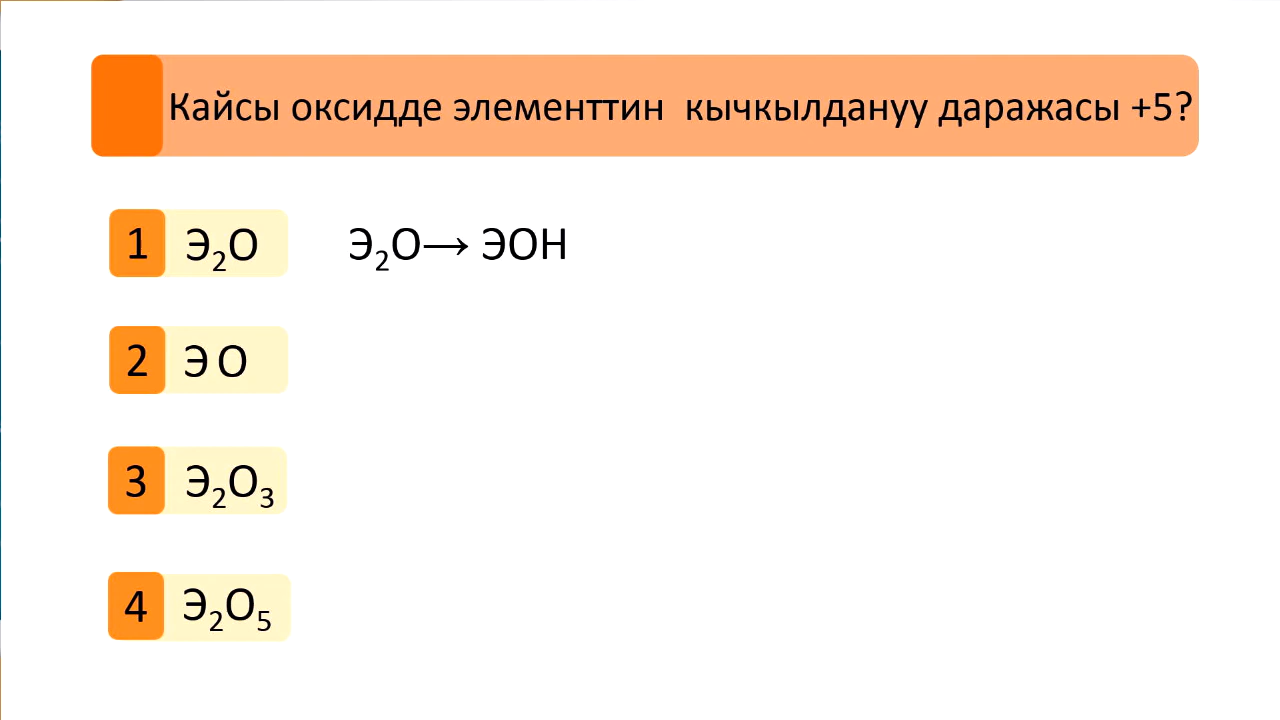 Кайсы оксидде элементтин кычкылдануу даражасы +5?
1 Э₂О Э₂О→ ЭОН
2 Э О
3 Э₂О₃
4 Э₂О₅